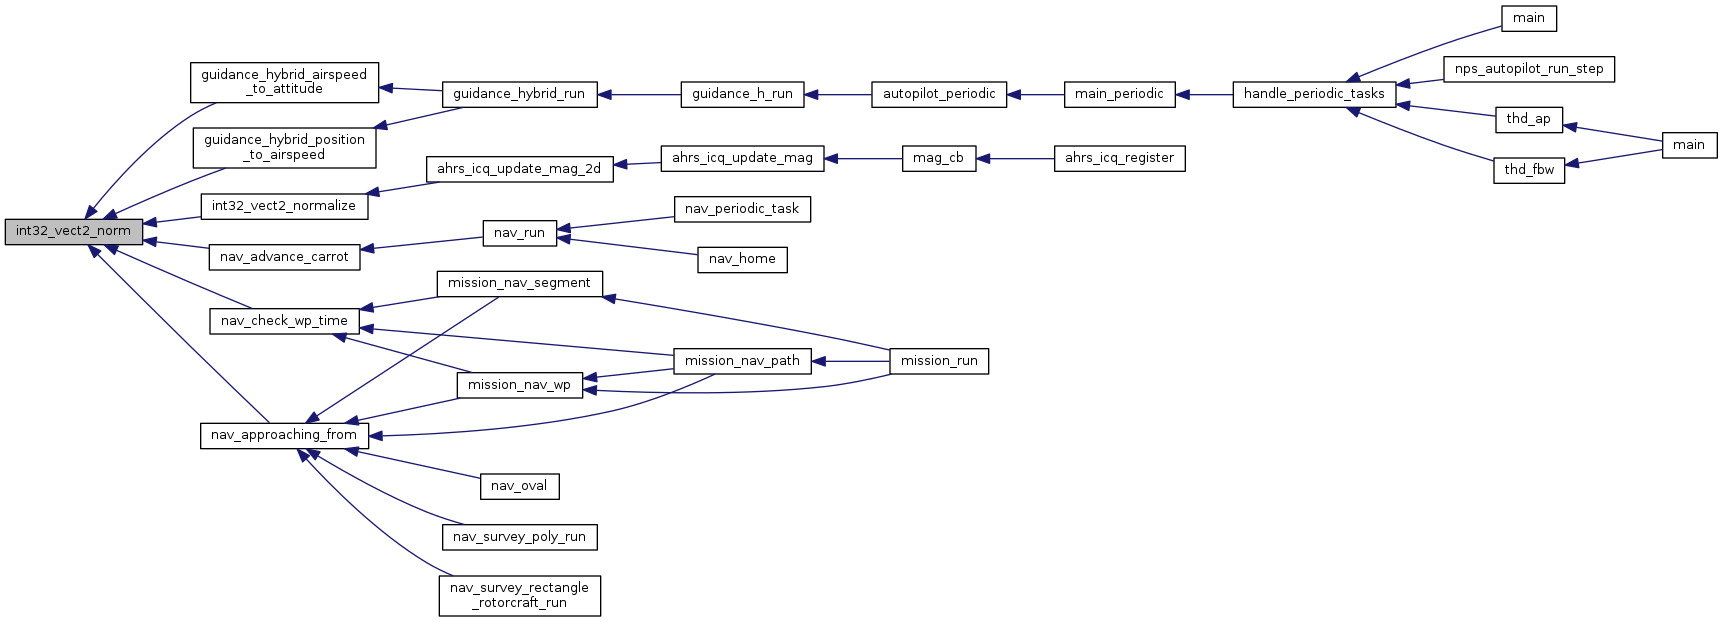 main
guidance_hybrid_airspeed
_to_attitude
nps_autopilot_run_step
guidance_hybrid_run
guidance_h_run
autopilot_periodic
main_periodic
handle_periodic_tasks
thd_ap
guidance_hybrid_position
_to_airspeed
main
ahrs_icq_update_mag_2d
ahrs_icq_update_mag
mag_cb
ahrs_icq_register
thd_fbw
int32_vect2_normalize
nav_periodic_task
int32_vect2_norm
nav_run
nav_advance_carrot
nav_home
mission_nav_segment
nav_check_wp_time
mission_nav_path
mission_run
mission_nav_wp
nav_approaching_from
nav_oval
nav_survey_poly_run
nav_survey_rectangle
_rotorcraft_run